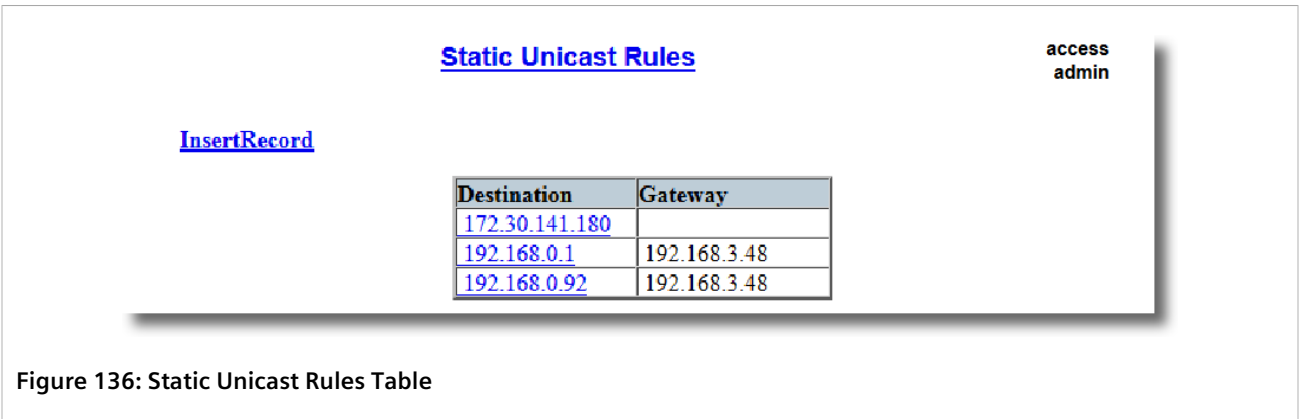 Static Unicast Rules
access
admin
InsertRecord
Destination Gateway
172.30.141.180
192.168.0.1 192.168.3.48
192.168.0.92 192.168.3.48
Figure 136: Static Unicast Rules Table